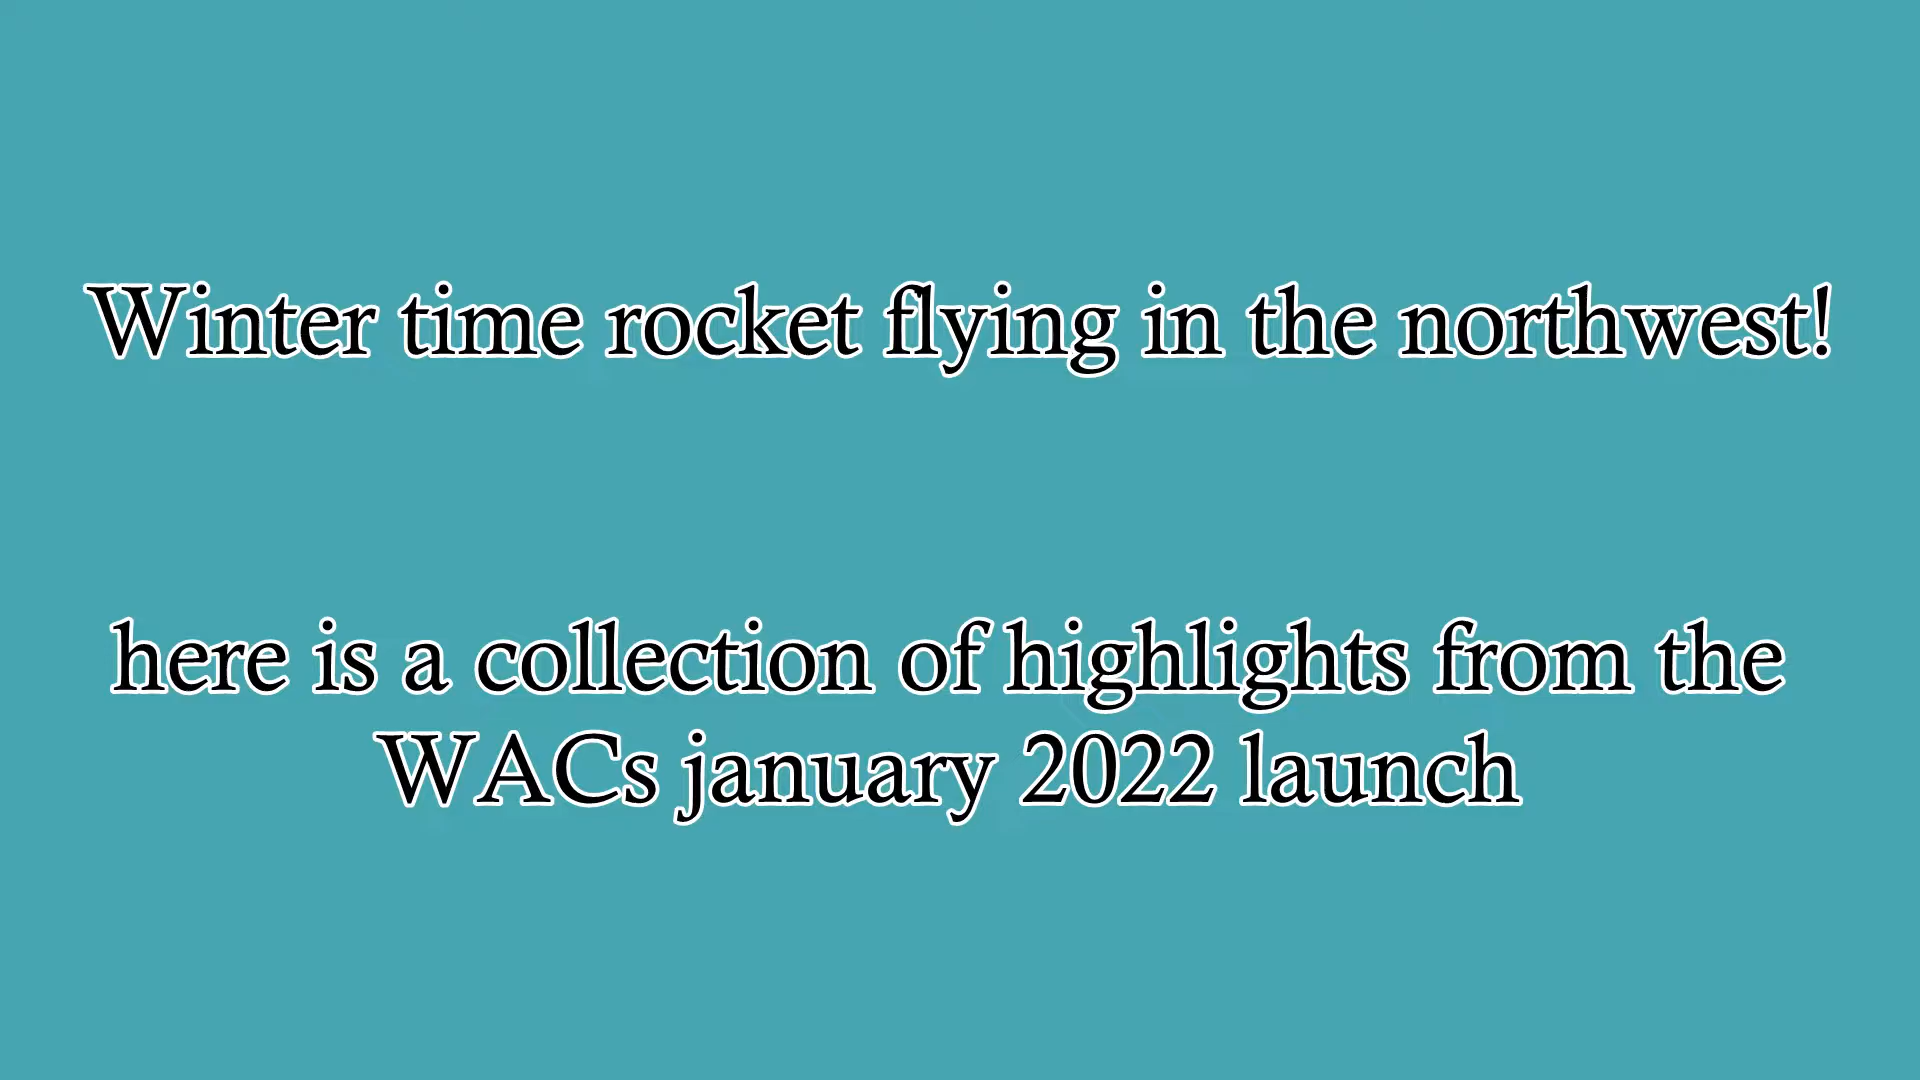 Winter time rocket flying in the northwest!
here is a collection of highlights from the
WACs january 2022 launch